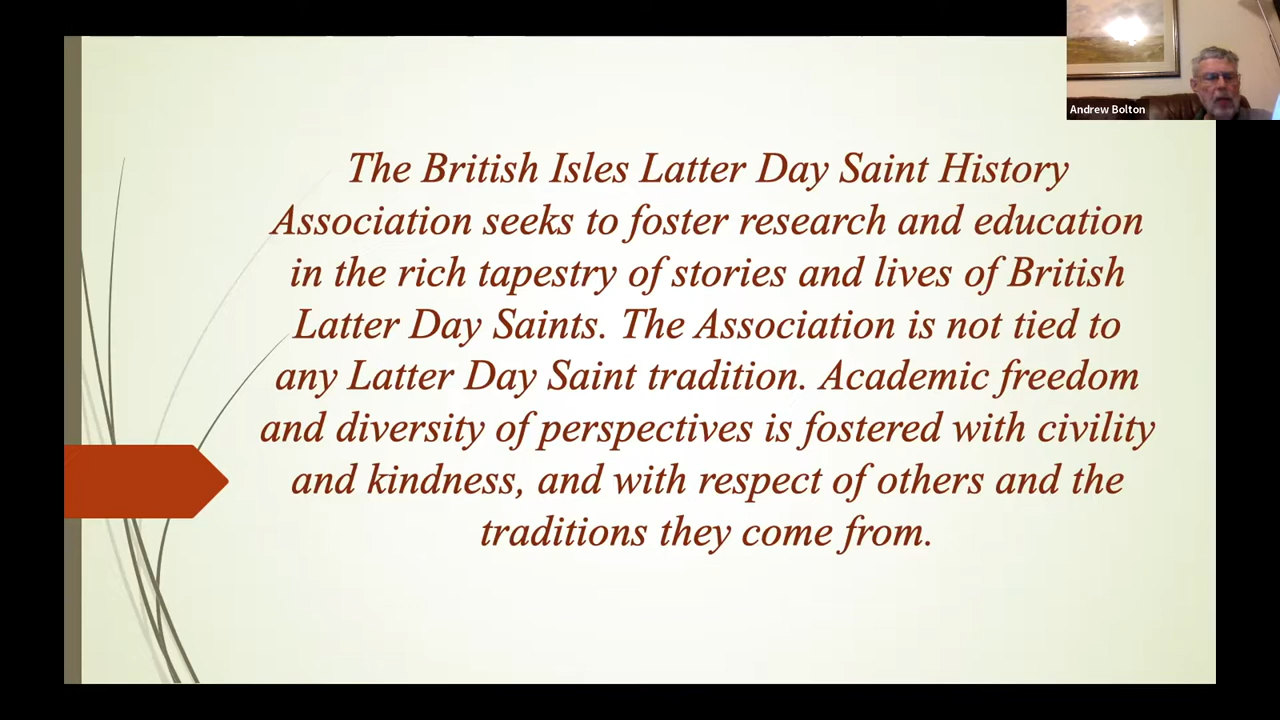 Andrew Bolton
The British Isles Latter Day Saint History
Association seeks to foster research and education
in the rich tapestry of stories and lives of British
Latter Day Saints. The Association is not tied to
any Latter Day Saint tradition. Academic freedom
and diversity of perspectives is fostered with civility
and kindness, and with respect of others and the
traditions they come from.